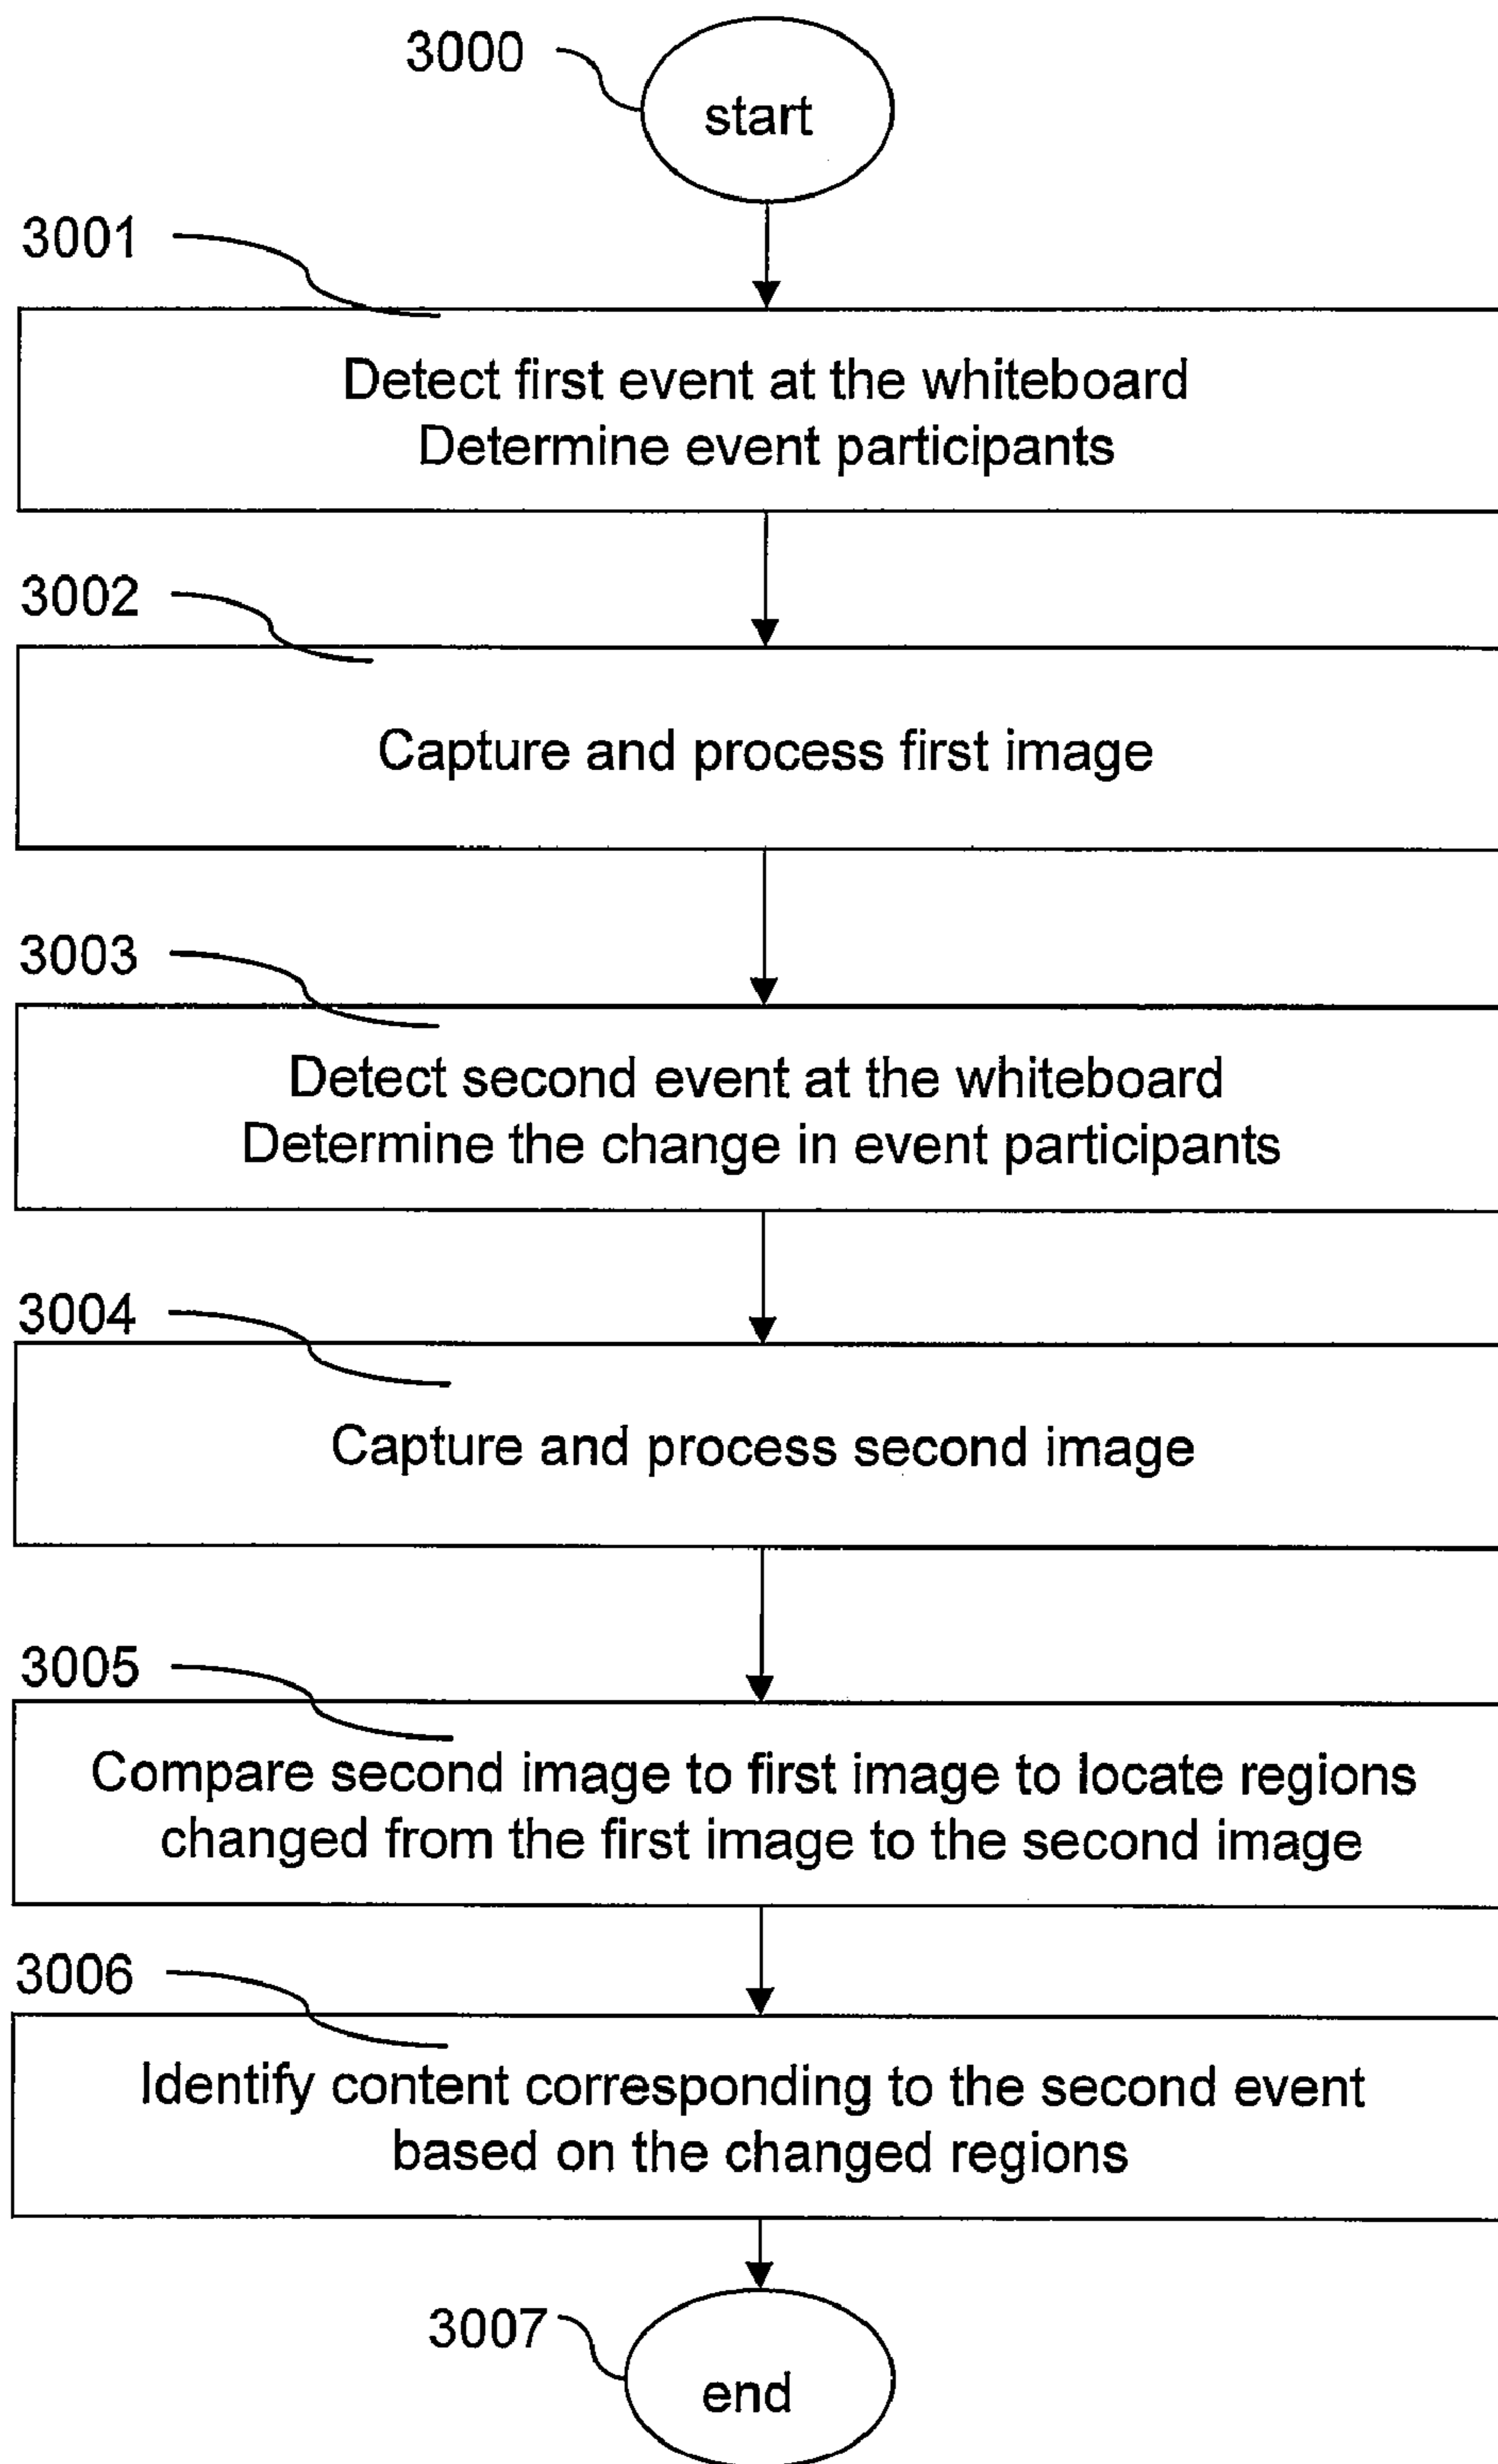 3000
start
3001
Detect first event at the whiteboard
Determine event participants
3002
Capture and process first image
3003
Detect second event at the whiteboard
Determine the change in event participants
3004
Capture and process second image
3005
Compare second image to first image to locate regions
changed from the first image to the second image
3006
Identify content corresponding to the second event
based on the changed regions
3007
end